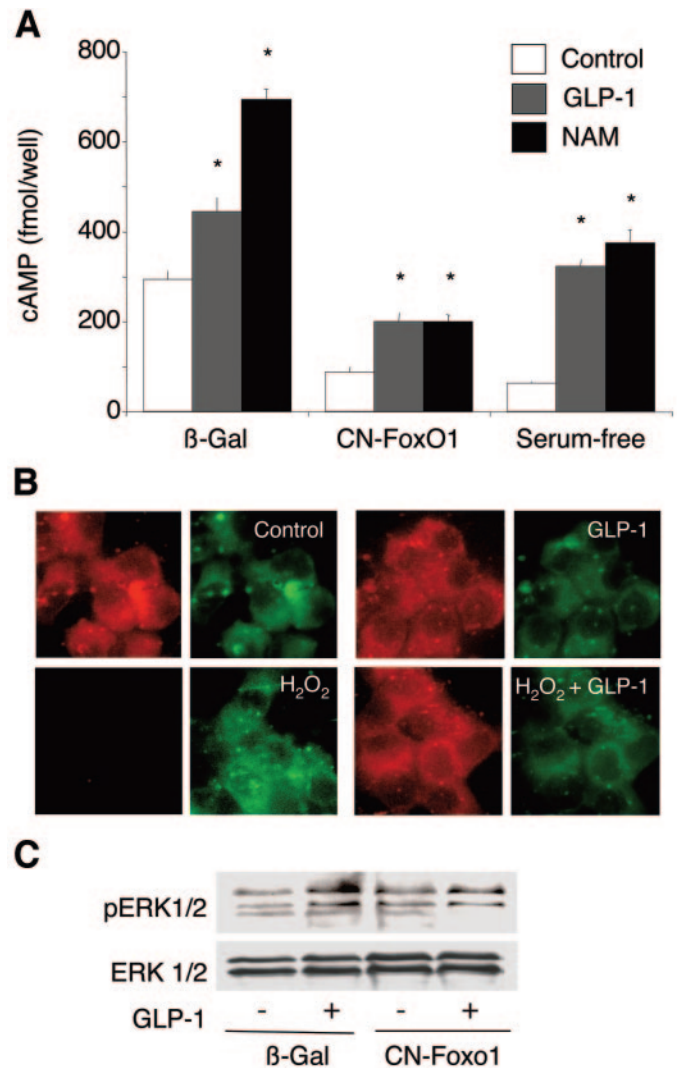 A
800
600
400
200
0
cAMP (fmol/well)
Control
GLP-1
NAM
* *
* *
* *
ß-Gal CN-FoxO1 Serum-free
B
Control GLP-1
H₂O₂ H₂O₂ + GLP-1
C
pERK1/2
ERK 1/2
GLP-1 - + - +
ß-Gal CN-Foxo1